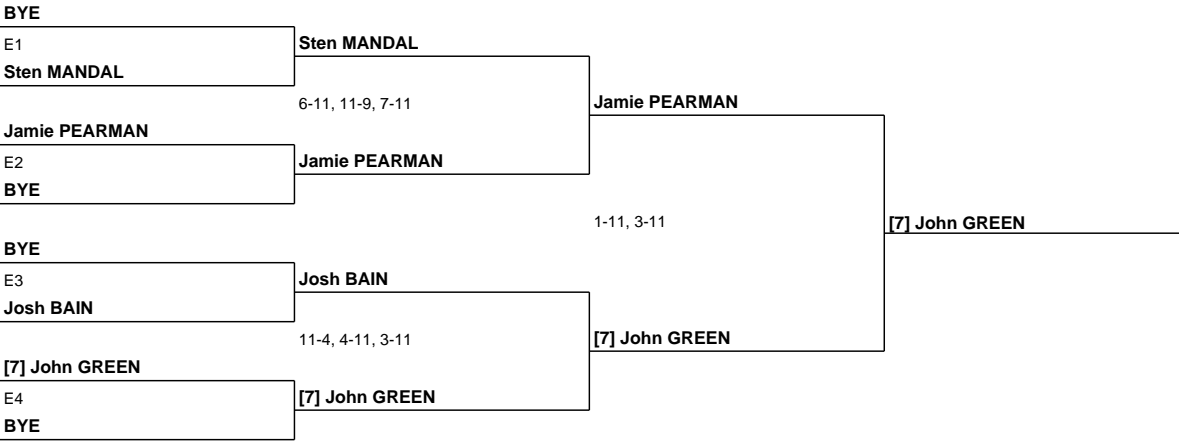 BYE
E1
Sten MANDAL
Jamie PEARMAN
E2
BYE
BYE
E3
Josh BAIN
[7] John GREEN
E4
BYE
Sten MANDAL
6-11, 11-9, 7-11
Jamie PEARMAN
Josh BAIN
11-4, 4-11, 3-11
[7] John GREEN
Jamie PEARMAN
1-11, 3-11
[7] John GREEN
[7] John GREEN